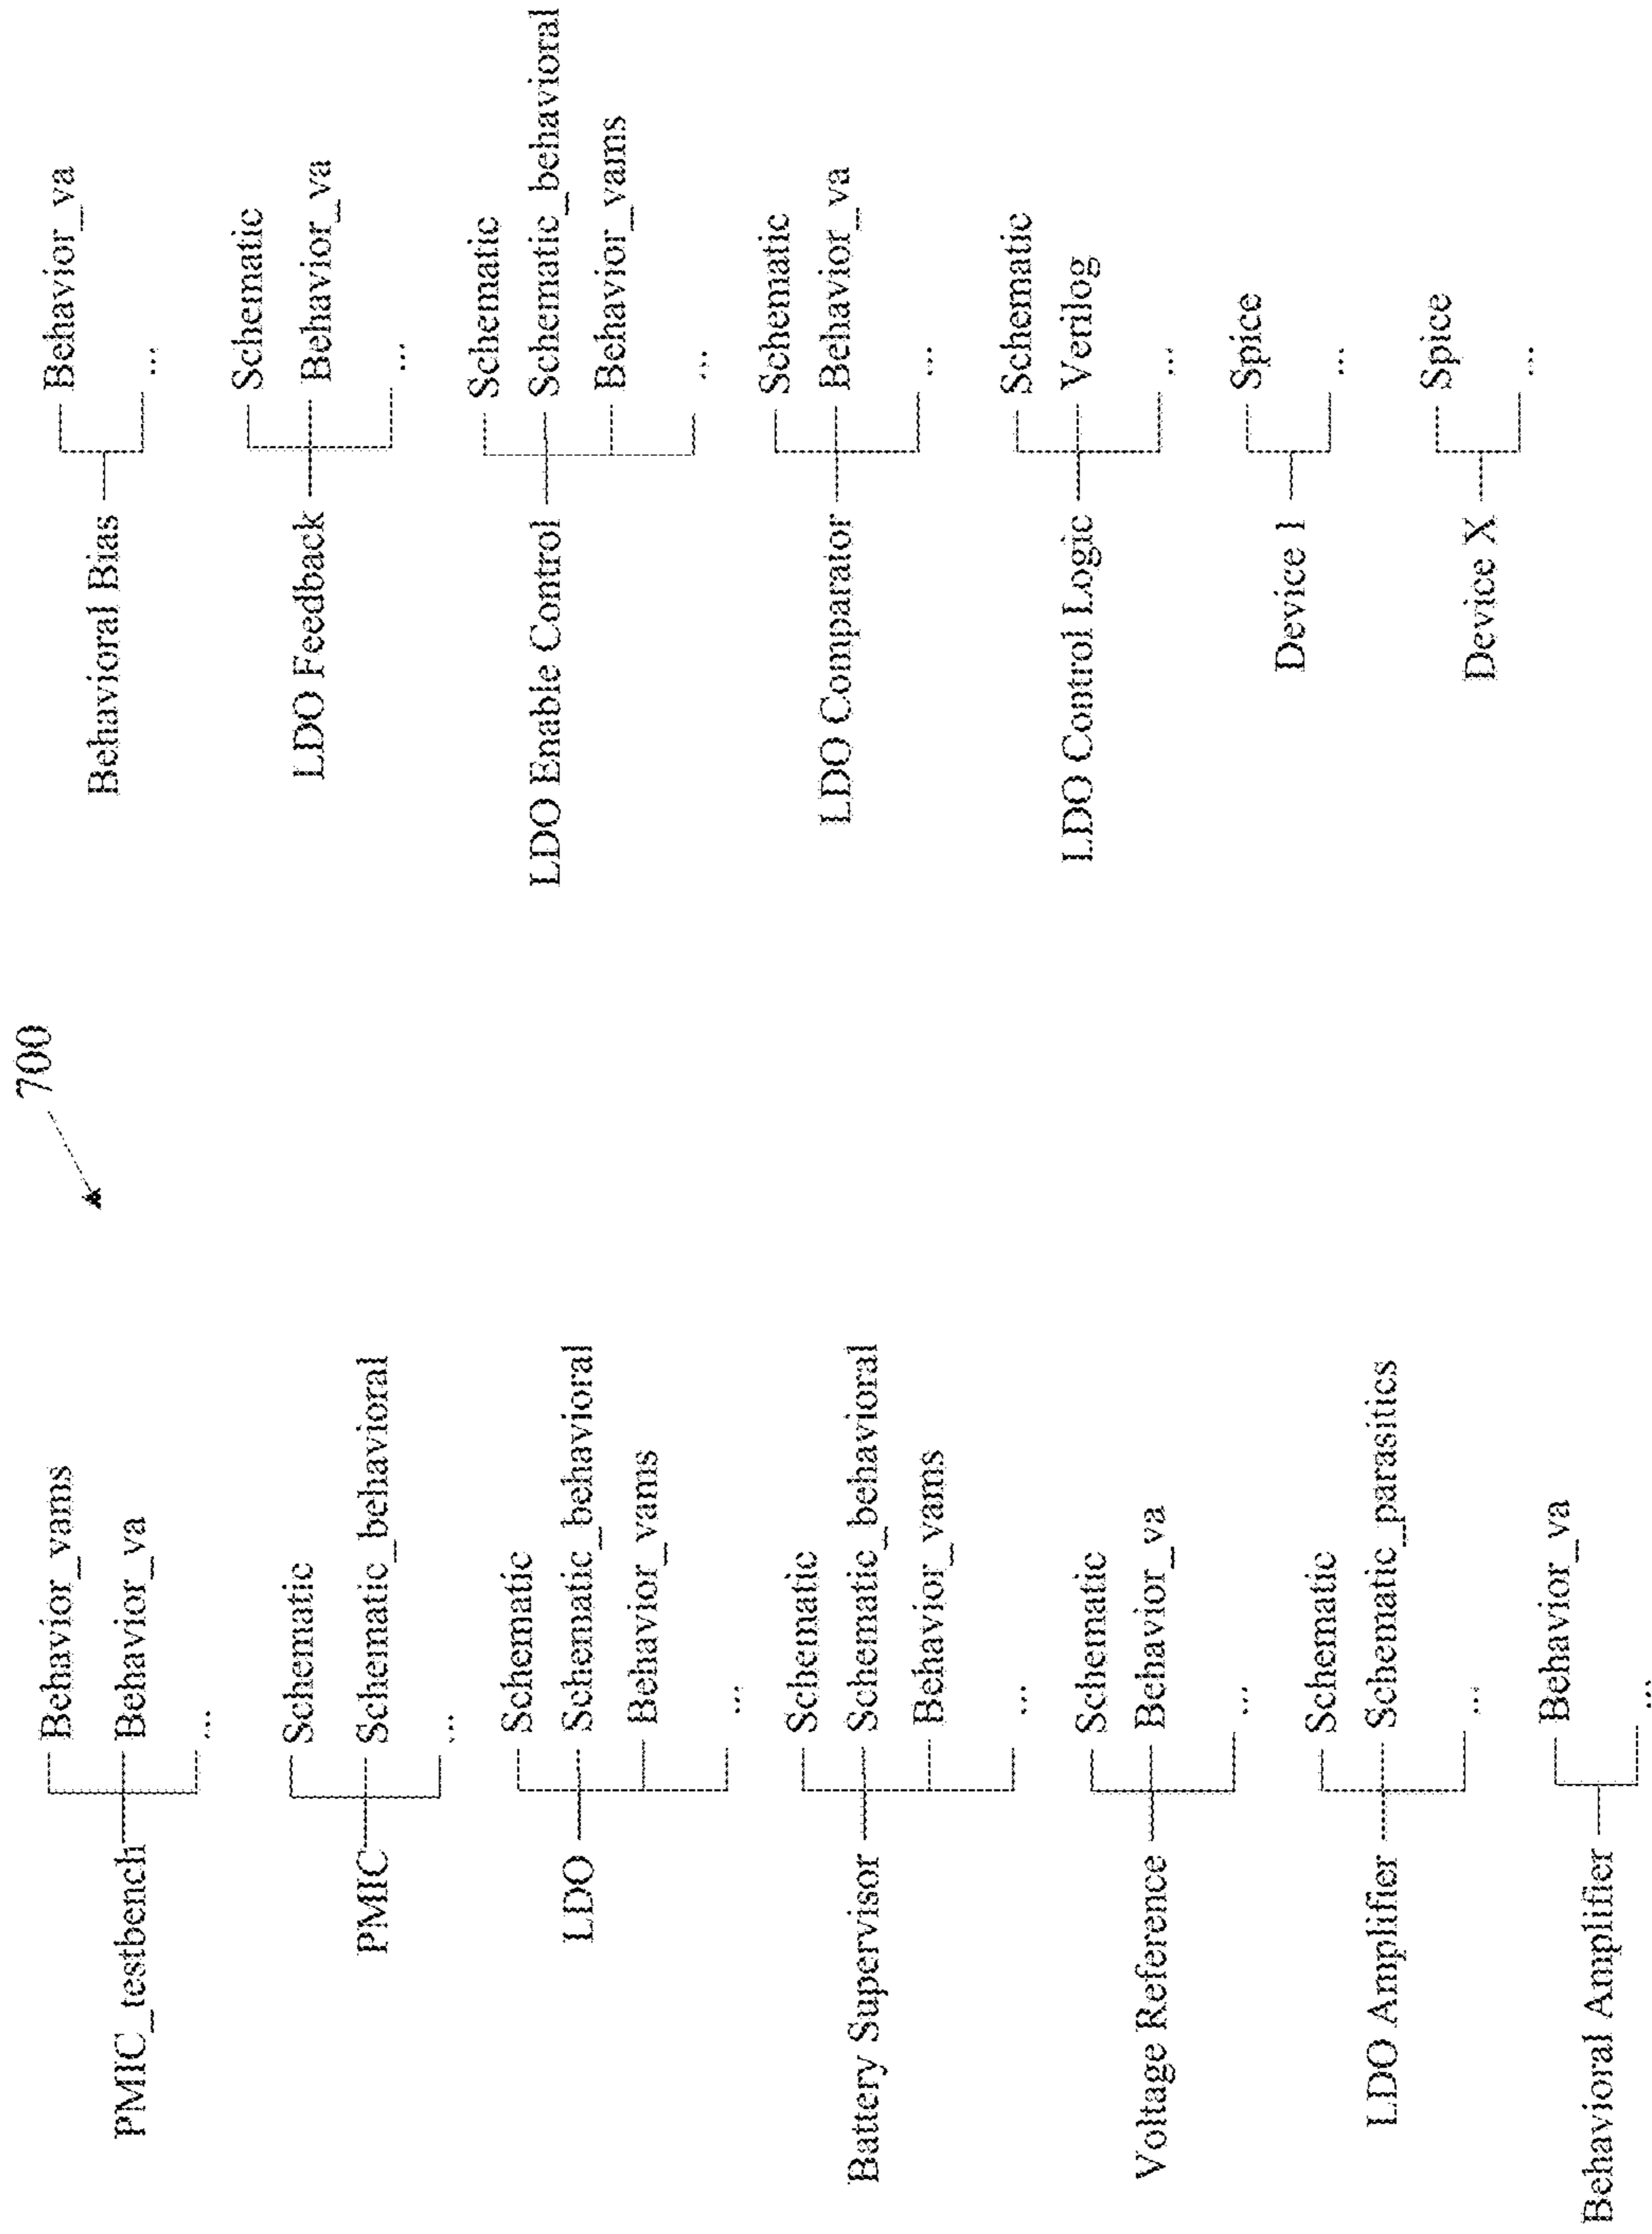 700
PMIC_testbench
Behavior_vams
Behavior_va
...
PMIC
Schematic
Schematic_behavioral
...
LDO
Schematic
Schematic_behavioral
Behavior_vams
...
Battery Supervisor
Schematic
Schematic_behavioral
Behavior_vams
...
Voltage Reference
Schematic
Behavior_va
...
LDO Amplifier
Schematic
Schematic_parasitics
...
Behavioral Amplifier
Behavior_va
...
Behavioral Bias
Behavior_va
...
LDO Feedback
Schematic
Behavior_va
...
LDO Enable Control
Schematic
Schematic_behavioral
Behavior_vams
...
LDO Comparator
Schematic
Behavior_va
...
LDO Control Logic
Schematic
Verilog
...
Device 1
Spice
...
Device X
Spice
...